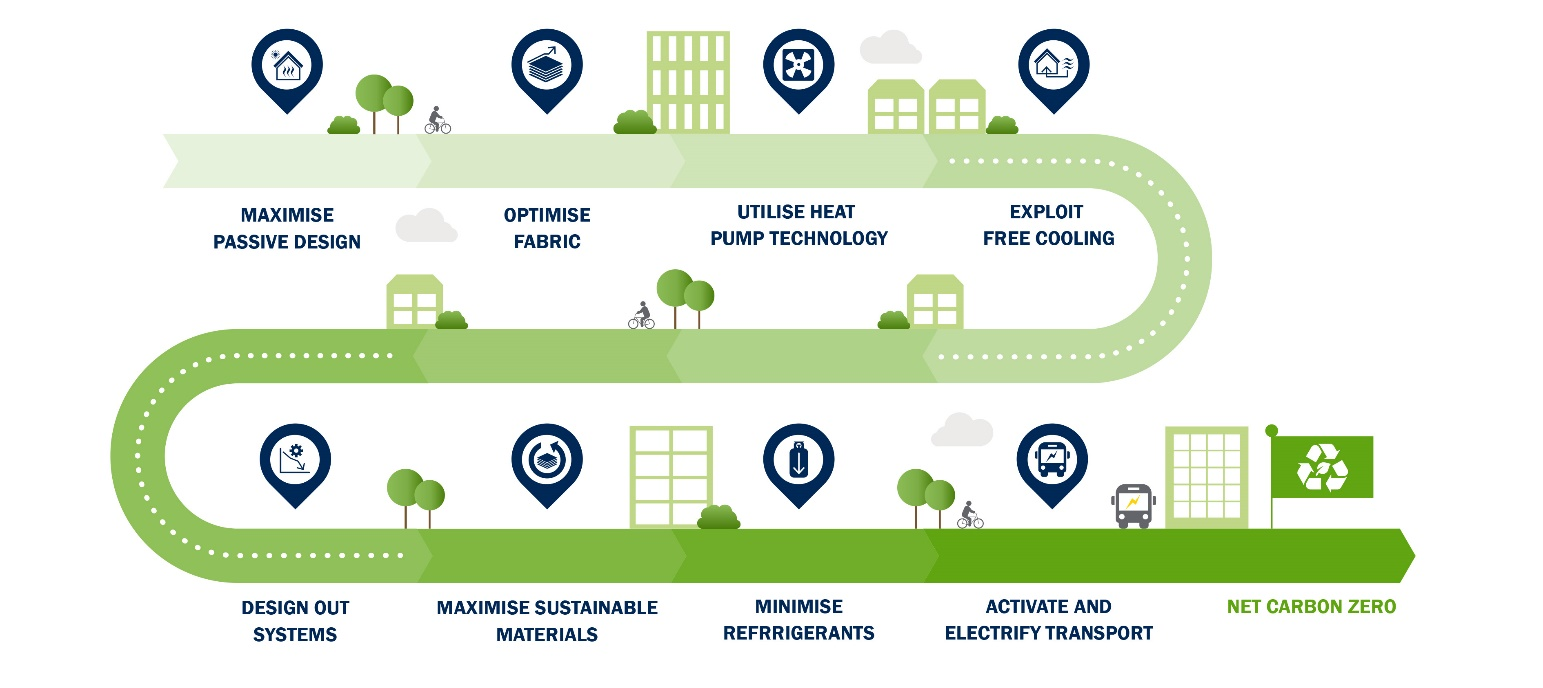 MAXIMISE
PASSIVE DESIGN
OPTIMISE
FABRIC
UTILISE HEAT
PUMP TECHNOLOGY
EXPLOIT
FREE COOLING
DESIGN OUT
SYSTEMS
MAXIMISE SUSTAINABLE
MATERIALS
MINIMISE
REFRRIGERANTS
ACTIVATE AND
ELECTRIFY TRANSPORT
NET CARBON ZERO